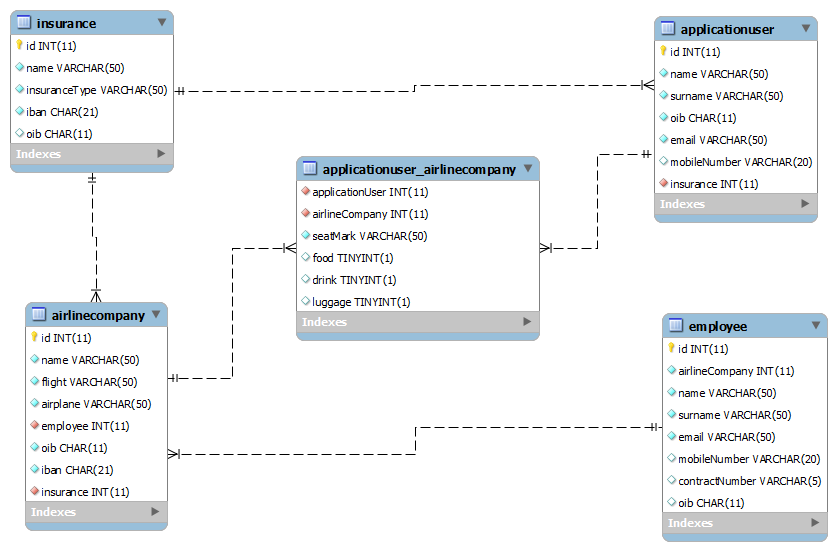 insurance
id INT(11)
name VARCHAR(50)
insuranceType VARCHAR(50)
iban CHAR(21)
oib CHAR(11)
Indexes
applicationuser
id INT(11)
name VARCHAR(50)
surname VARCHAR(50)
oib CHAR(11)
email VARCHAR(50)
mobileNumber VARCHAR(20)
insurance INT(11)
Indexes
applicationuser_airlinecompany
applicationUser INT(11)
airlineCompany INT(11)
seatMark VARCHAR(50)
food TINYINT(1)
drink TINYINT(1)
luggage TINYINT(1)
Indexes
airlinecompany
id INT(11)
name VARCHAR(50)
flight VARCHAR(50)
airplane VARCHAR(50)
employee INT(11)
oib CHAR(11)
iban CHAR(21)
insurance INT(11)
Indexes
employee
id INT(11)
airlineCompany INT(11)
name VARCHAR(50)
surname VARCHAR(50)
email VARCHAR(50)
mobileNumber VARCHAR(20)
contractNumber VARCHAR(5)
oib CHAR(11)
Indexes